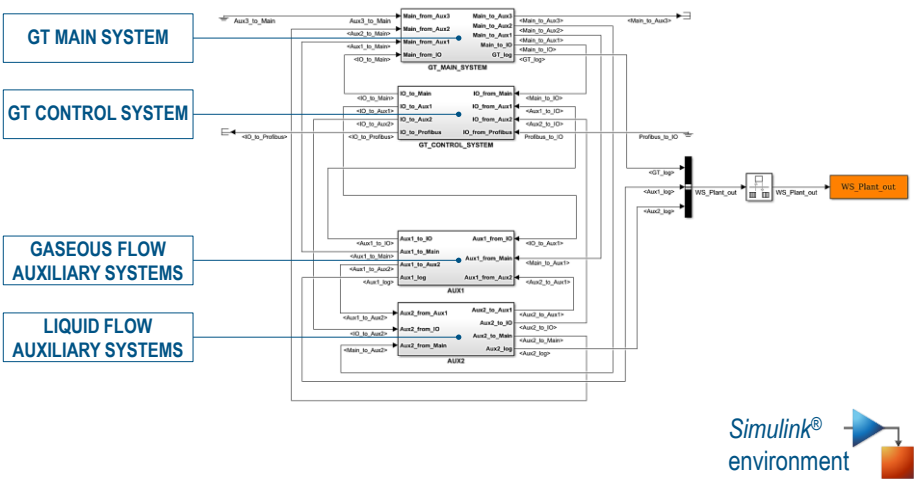 GT MAIN SYSTEM
GT CONTROL SYSTEM
GASEOUS FLOW
AUXILIARY SYSTEMS
LIQUID FLOW
AUXILIARY SYSTEMS
Aux3_to_Main
Aux3_to_Main
<Aux2_to_Main>
<Aux1_to_Main>
<IO_to_Main>
Main_from_Aux3
Main_from_Aux2
Main_from_Aux1
Main_from_IO
Main_to_Aux3
Main_to_Aux2
Main_to_Aux1
Main_to_IO
GT_log
GT_MAIN_SYSTEM
<Main_to_Aux3>
<Main_to_Aux2>
<Main_to_Aux1>
<Main_to_IO>
<GT_log>
<Main_to_Aux3>
<IO_to_Main>
<IO_to_Aux1>
<IO_to_Aux2>
<IO_to_Profibus>
<IO_to_Profibus>
IO_to_Main
IO_to_Aux1
IO_to_Aux2
IO_to_Profibus
IO_from_Main
IO_from_Aux1
IO_from_Aux2
IO_from_Profibus
GT_CONTROL_SYSTEM
<Main_to_IO>
<Aux1_to_IO>
<Aux2_to_IO>
Profibus_to_IO
Profibus_to_IO
<GT_log>
<Aux1_log>
<Aux2_log>
WS_Plant_out
WS_Plant_out
WS_Plant_out
<Aux1_to_IO>
<Aux1_to_Main>
<Aux1_to_Aux2>
<Aux1_log>
Aux1_to_IO
Aux1_to_Main
Aux1_to_Aux2
Aux1_log
Aux1_from_IO
Aux1_from_Main
Aux1_from_Aux2
AUX1
<IO_to_Aux1>
<Main_to_Aux1>
<Aux2_to_Aux1>
<Aux1_to_Aux2>
<IO_to_Aux2>
<Main_to_Aux2>
Aux2_from_Aux1
Aux2_from_IO
Aux2_from_Main
Aux2_to_Aux1
Aux2_to_IO
Aux2_to_Main
Aux2_log
AUX2
<Aux2_to_Aux1>
<Aux2_to_IO>
<Aux2_to_Main>
<Aux2_log>
Simulink®
environment